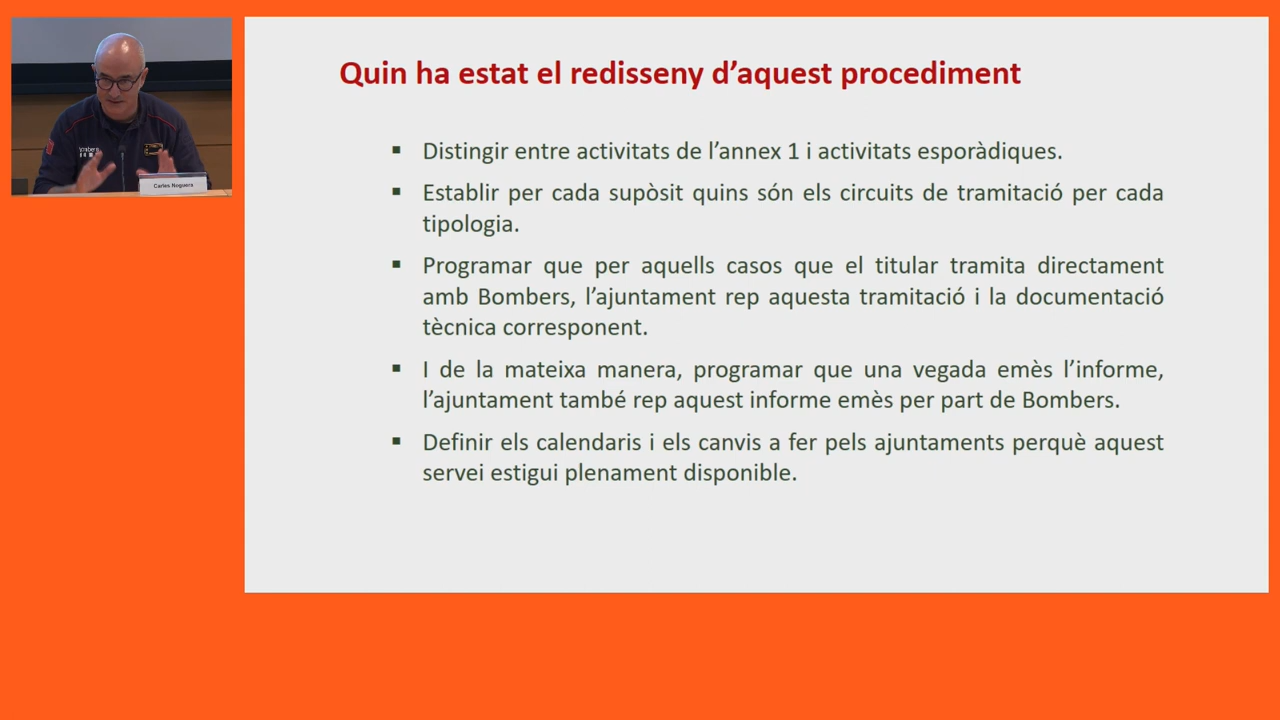 Quin ha estat el redisseny d’aquest procediment
▪ Distingir entre activitats de l’annex 1 i activitats esporàdiques.
▪ Establir per cada supòsit quins són els circuits de tramitació per cada
tipologia.
▪ Programar que per aquells casos que el titular tramita directament
amb Bombers, l’ajuntament rep aquesta tramitació i la documentació
tècnica corresponent.
▪ I de la mateixa manera, programar que una vegada emès l’informe,
l’ajuntament també rep aquest informe emès per part de Bombers.
▪ Definir els calendaris i els canvis a fer pels ajuntaments perquè aquest
servei estigui plenament disponible.
Carles Noguera